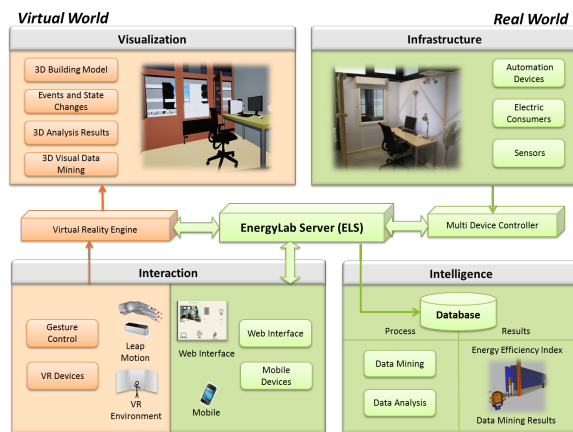 Virtual World
Real World
Visualization
3D Building Model
Events and State
Changes
3D Analysis Results
3D Visual Data
Mining
Infrastructure
Automation
Devices
Electric
Consumers
Sensors
Virtual Reality Engine
EnergyLab Server (ELS)
Multi Device Controller
Interaction
Gesture
Control
VR Devices
Leap
Motion
VR
Environment
Web Interface
Mobile
Web Interface
Mobile
Devices
Intelligence
Database
Process
Results
Data Mining
Data Analysis
Energy Efficiency Index
Data Mining Results